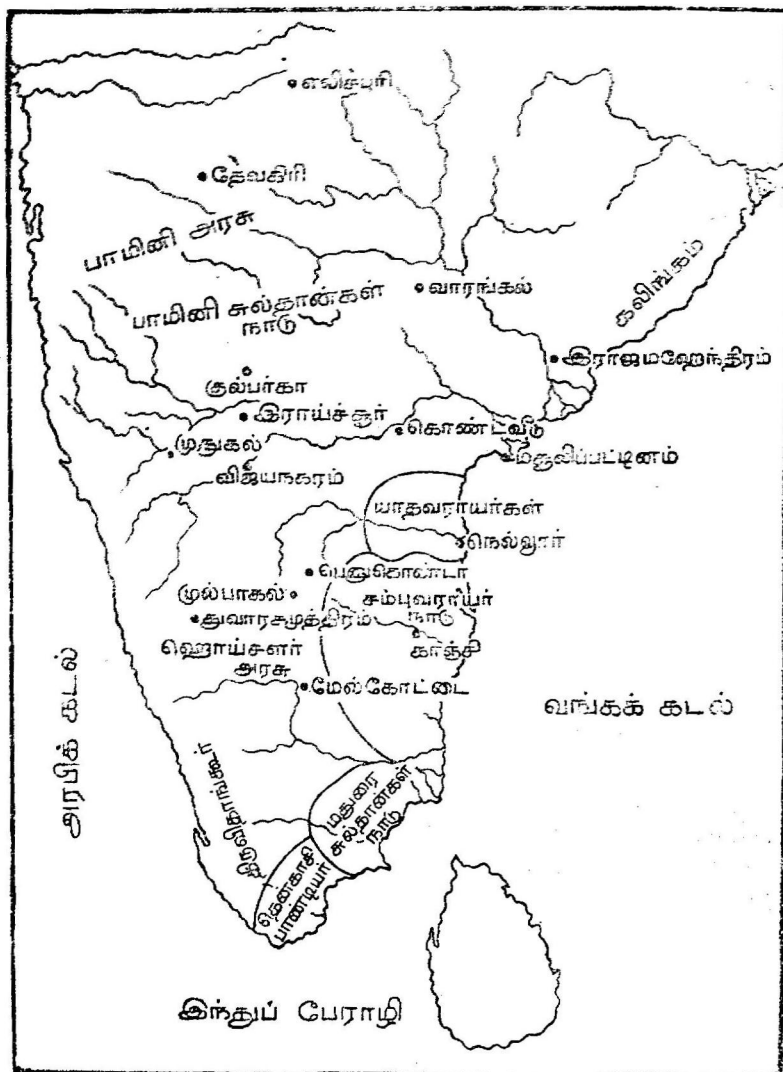 எலிச்புரி
தேவகிரி
பாமினி அரசு
கலிங்கம்
வாரங்கல்
பாமினி சுல்தான்கள்
நாடு
இராஜமஹேந்திரம்
குல்பர்கா
இராய்ச்சூர்
கொண்டவீடு
முதுகல்
மசூலிப்பட்டினம்
விஜயநகரம்
யாதவராயர்கள்
நெல்லூர்
பெனுகொண்டா
முல்பாகல்
சம்புவராயர்
நாடு
துவாரசமுத்திரம்
காஞ்சி
ஹொய்சளர்
அரசு
மேல்கோட்டை
வங்கக் கடல்
அரபிக் கடல்
திருவிதாங்கூர்
மதுரை
சுல்தான்கள்
நாடு
தென்காசி
பாண்டியர்
இந்துப் பேராழி